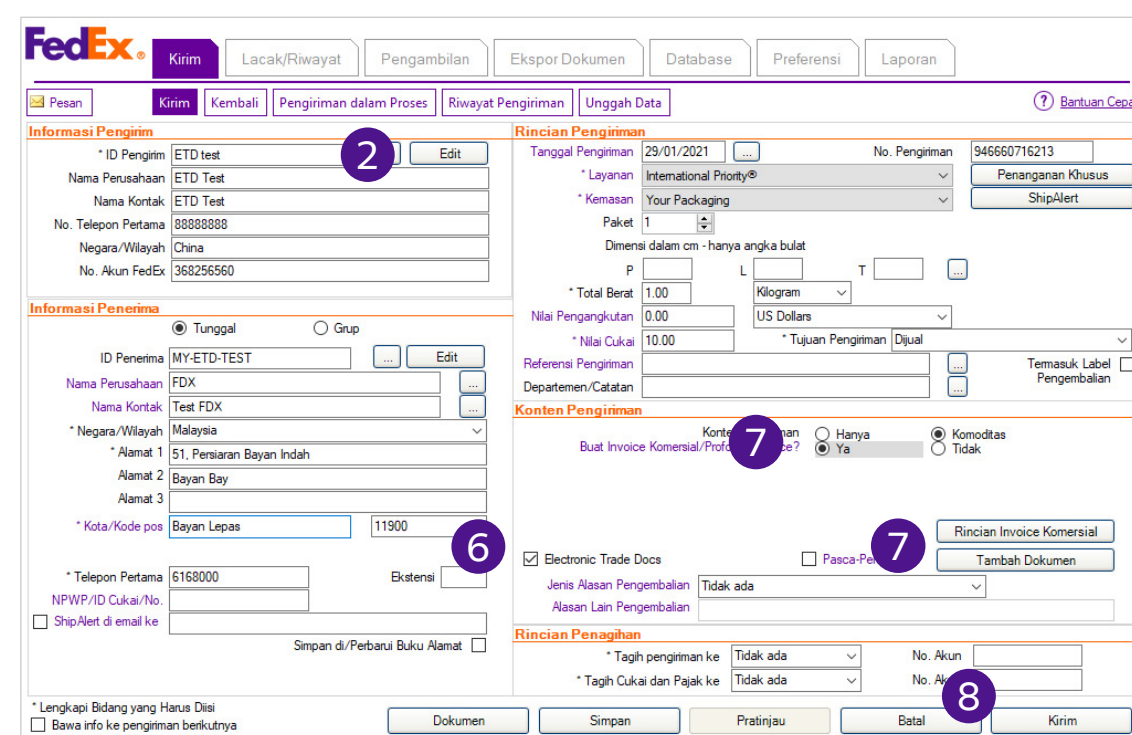 FedEx®
Kirim Lacak/Riwayat Pengambilan Ekspor Dokumen Database Preferensi Laporan
Pesan Kirim Kembali Pengiriman dalam Proses Riwayat Pengiriman Unggah Data ? Bantuan Cepa
Informasi Pengirim
* ID Pengirim ETD test 2 Edit
Nama Perusahaan ETD Test
Nama Kontak ETD Test
No. Telepon Pertama 88888888
Negara/Wilayah China
No. Akun FedEx 368256560
Informasi Penerima
Tunggal Grup
ID Penerima MY-ETD-TEST ... Edit
Nama Perusahaan FDX ...
Nama Kontak Test FDX ...
* Negara/Wilayah Malaysia
* Alamat 1 51, Persiaran Bayan Indah
Alamat 2 Bayan Bay
Alamat 3
* Kota/Kode pos Bayan Lepas 11900
6
* Telepon Pertama 6168000 Ekstensi
NPWP/ID Cukai/No.
ShipAlert di email ke
Simpan di/Perbarui Buku Alamat
Rincian Pengiriman
Tanggal Pengiriman 29/01/2021 ... No. Pengiriman 946660716213
* Layanan International Priority® Penanganan Khusus
* Kemasan Your Packaging ShipAlert
Paket 1
Dimensi dalam cm - hanya angka bulat
P L T ...
* Total Berat 1.00 Kilogram
Nilai Pengangkutan 0.00 US Dollars
* Nilai Cukai 10.00 * Tujuan Pengiriman Dijual
Referensi Pengiriman ... Termasuk Label
Departemen/Catatan ... Pengembalian
Konten Pengiriman
Hanya Komoditas
Buat Invoice Komersial/ 7 Ya Tidak
Rincian Invoice Komersial
Electronic Trade Docs 7 Tambah Dokumen
Jenis Alasan Pengembalian Tidak ada
Alasan Lain Pengembalian
Rincian Penagihan
* Tagih pengiriman ke Tidak ada No. Akun
* Tagih Cukai dan Pajak ke Tidak ada No.
8
* Lengkapi Bidang yang Harus Diisi
Bawa info ke pengiriman berikutnya
Dokumen Simpan Pratinjau Batal Kirim